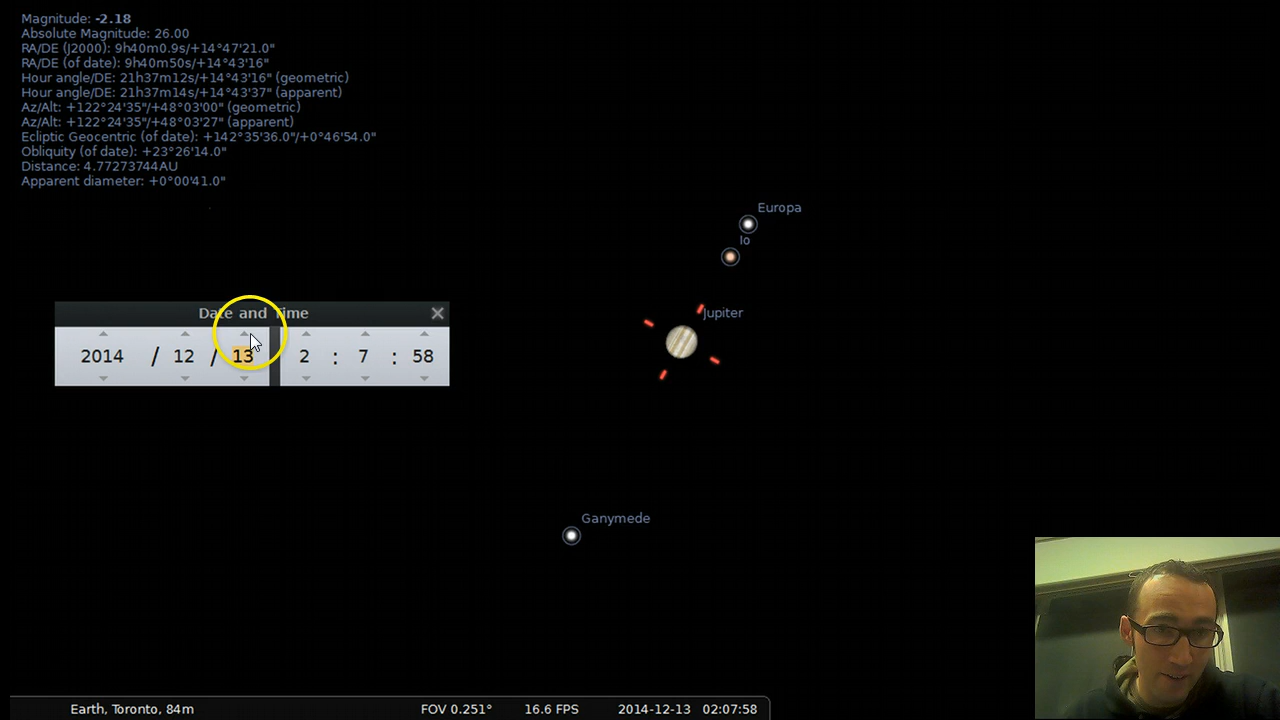 Magnitude: -2.18
Absolute Magnitude: 26.00
RA/DE (J2000): 9h40m0.9s/+14°47'21.0"
RA/DE (of date): 9h40m50s/+14°43'16"
Hour angle/DE: 21h37m12s/+14°43'16" (geometric)
Hour angle/DE: 21h37m14s/+14°43'37" (apparent)
Az/Alt: +122°24'35"/+48°03'00" (geometric)
Az/Alt: +122°24'35"/+48°03'27" (apparent)
Ecliptic Geocentric (of date): +142°35'36.0"/+0°46'54.0"
Obliquity (of date): +23°26'14.0"
Distance: 4.77273744AU
Apparent diameter: +0°00'41.0"
Europa
Io
Jupiter
Date and Time
2014 / 12 / 13 2 : 7 : 58
Ganymede
Earth, Toronto, 84m FOV 0.251° 16.6 FPS 2014-12-13 02:07:58